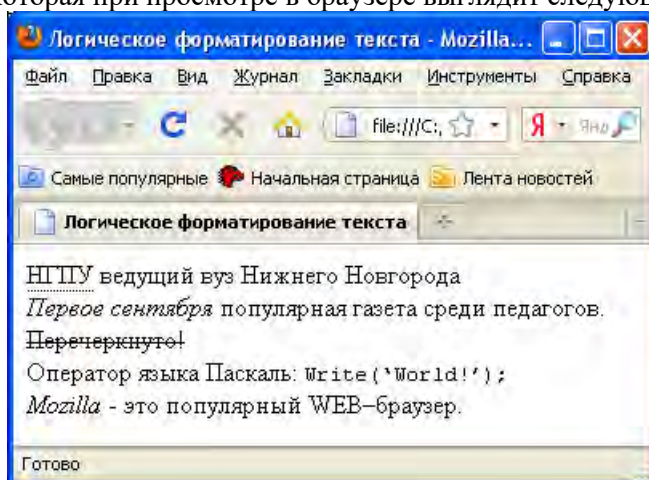 которая при просмотре в браузере выглядит следую
Логическое форматирование текста - Mozilla...
Файл Правка Вид Журнал Закладки Инструменты Справка
file:///C:, Я Янд
Самые популярные Начальная страница Лента новостей
Логическое форматирование текста
НГПУ ведущий вуз Нижнего Новгорода
Первое сентября популярная газета среди педагогов.
Перечеркнуто!
Оператор языка Паскаль: Write(‘World!’);
Mozilla - это популярный WEB–браузер.
Готово